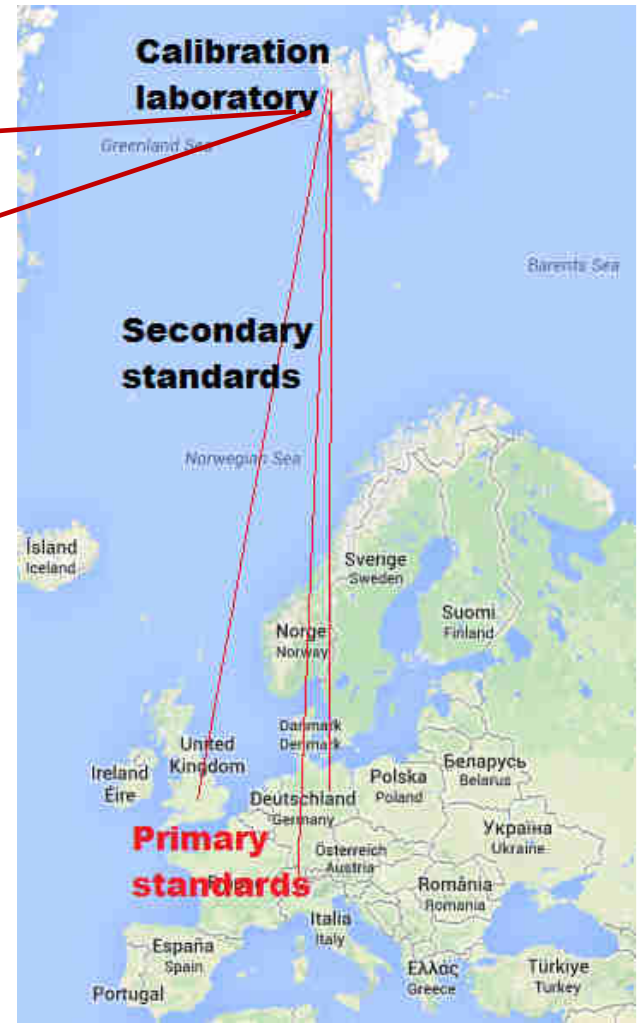 Calibration
laboratory
Greenland Sea
Barents Sea
Secondary
standards
Norwegian Sea
Ísland
Iceland
Sverige
Sweden
Suomi
Finland
Norge
Norway
Danmark
Denmark
United
Kingdom
Ireland
Éire
Беларусь
Belarus
Polska
Poland
Deutschland
Germany
Україна
Ukraine
Primary
standards
Österreich
Austria
România
Romania
Italia
Italy
España
Spain
Portugal
Ελλάς
Greece
Türkiye
Turkey